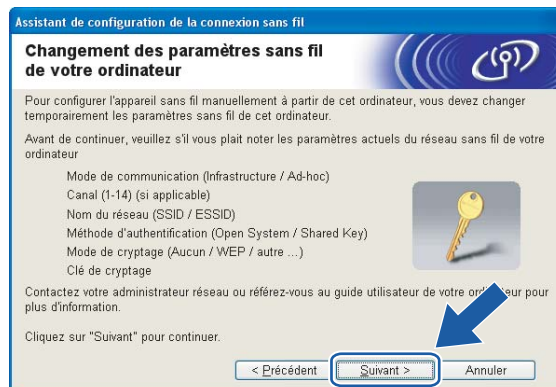 Assistant de configuration de la connexion sans fil
Changement des paramètres sans fil
de votre ordinateur
Pour configurer l'appareil sans fil manuellement à partir de cet ordinateur, vous devez changer
temporairement les paramètres sans fil de cet ordinateur.
Avant de continuer, veuillez s'il vous plait noter les paramètres actuels du réseau sans fil de votre
ordinateur
Mode de communication (Infrastructure / Ad-hoc)
Canal (1-14) (si applicable)
Nom du réseau (SSID / ESSID)
Méthode d'authentification (Open System / Shared Key)
Mode de cryptage (Aucun / WEP / autre ...)
Clé de cryptage
Contactez votre administrateur réseau ou référez-vous au guide utilisateur de votre ordinateur pour
plus d'information.
Cliquez sur "Suivant" pour continuer.
< Précédent Suivant > Annuler